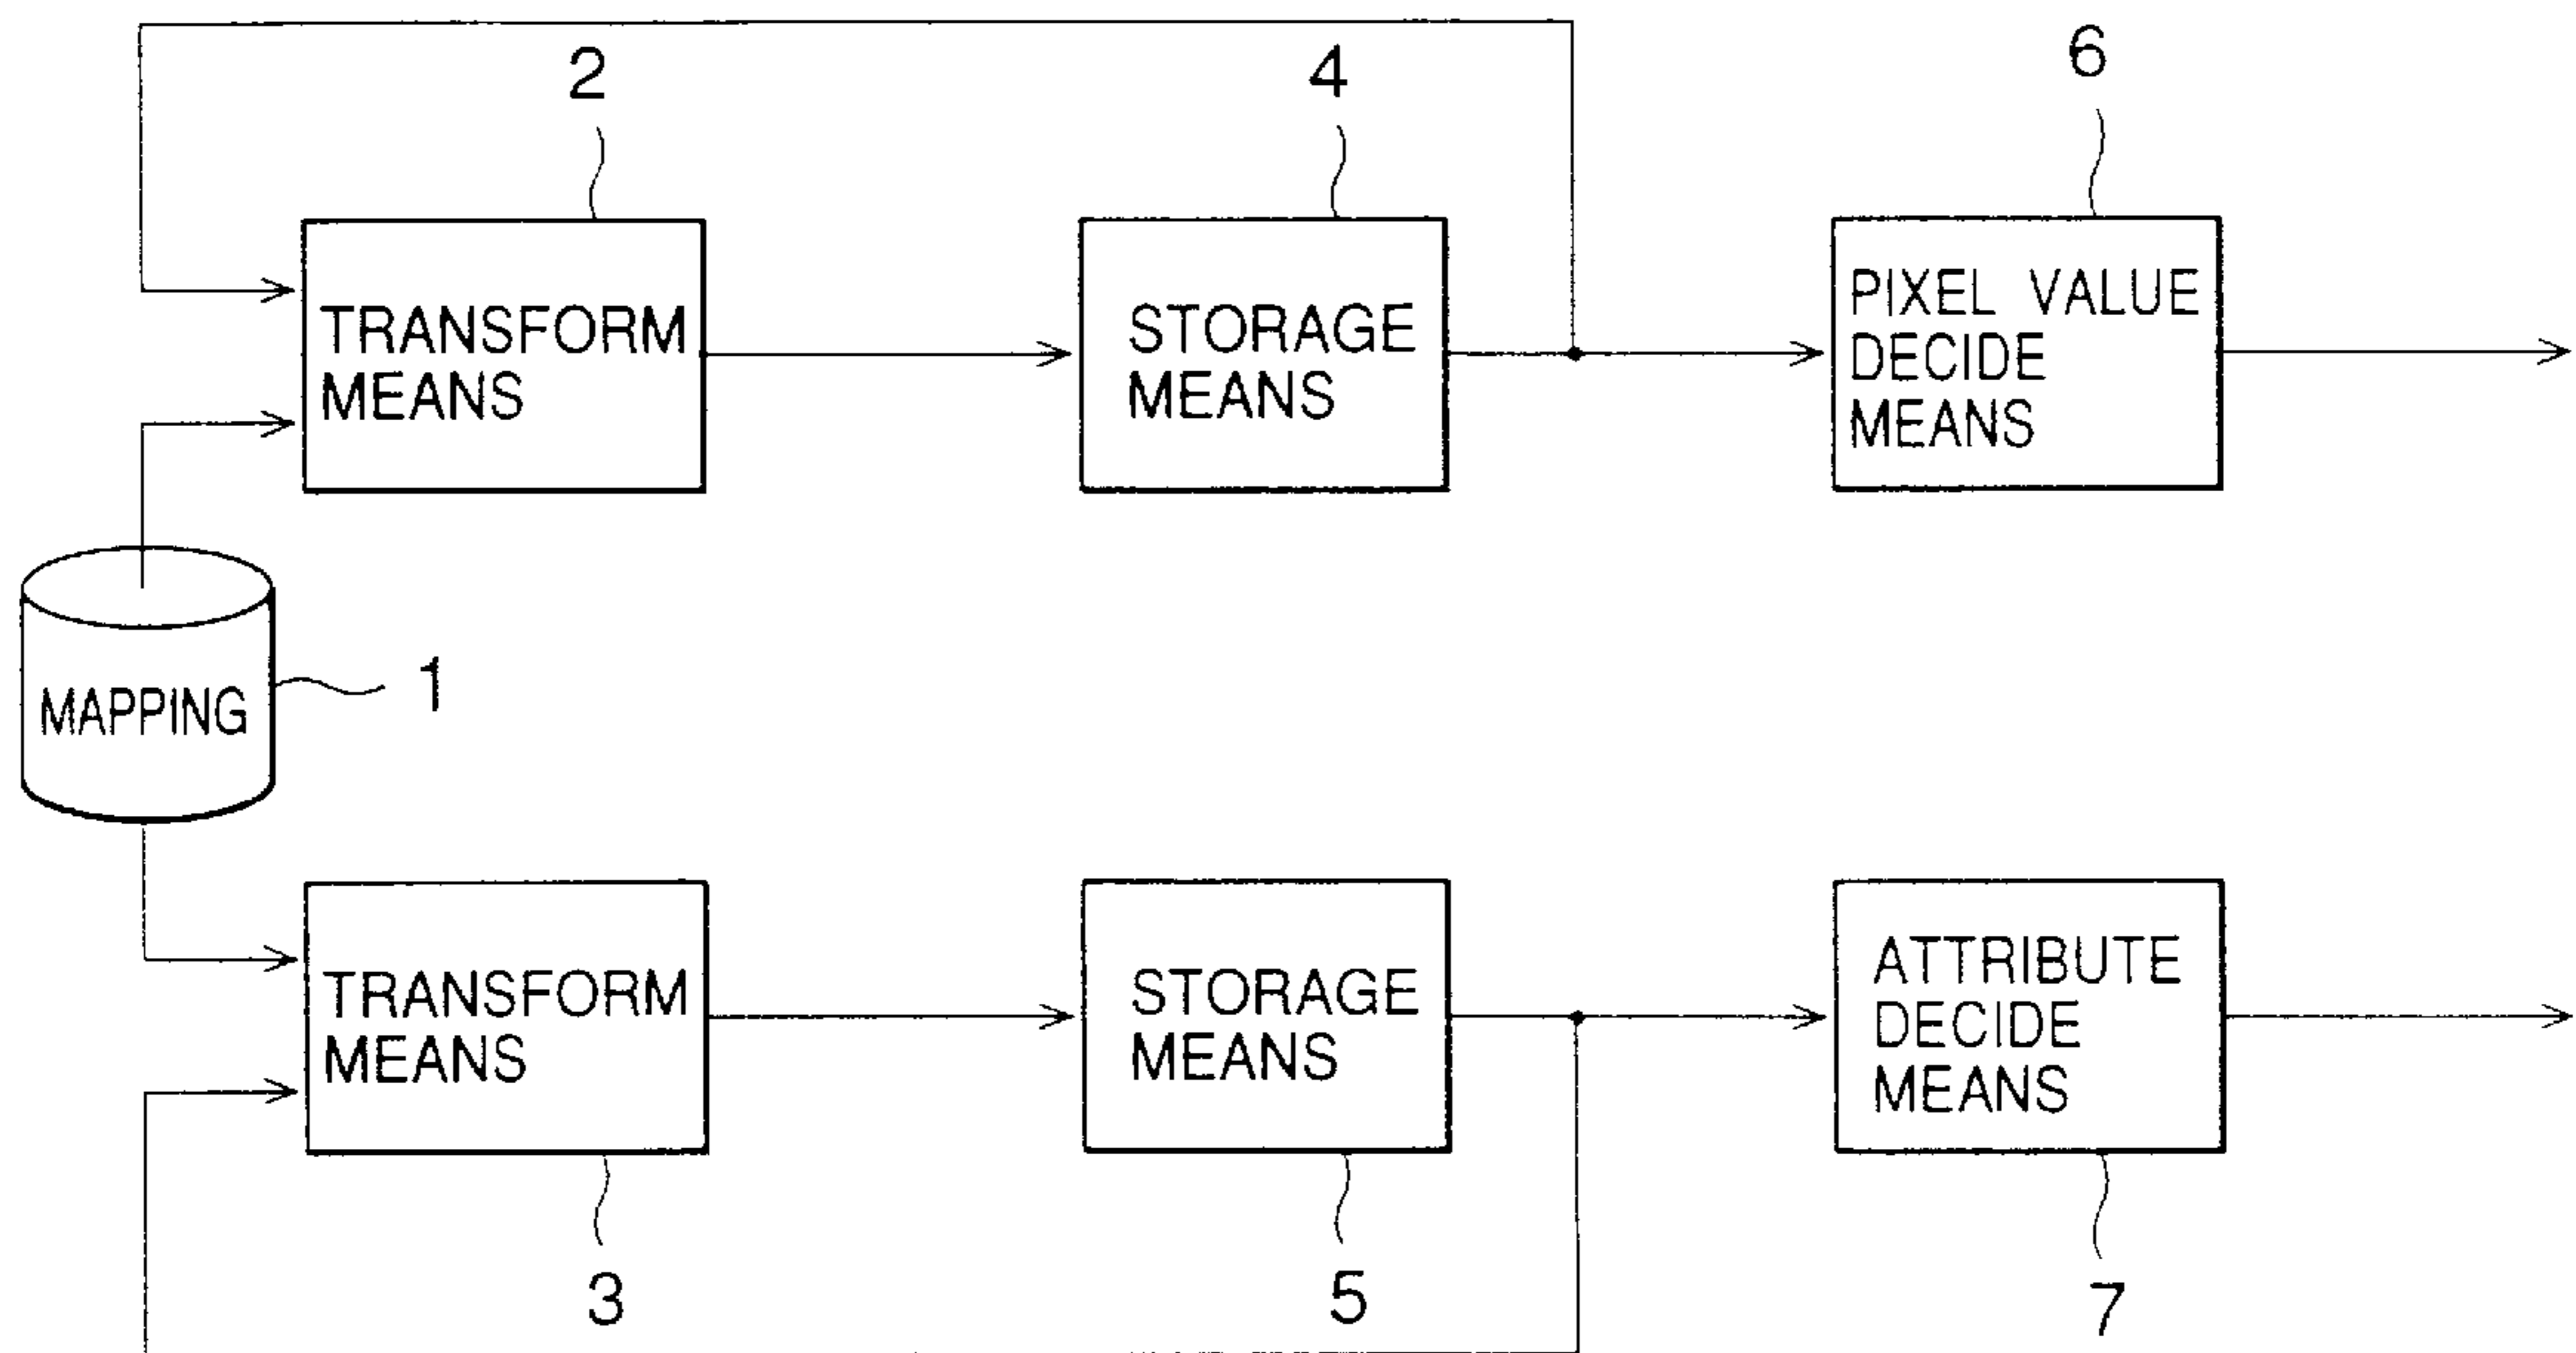 2
4
6
TRANSFORM
MEANS
STORAGE
MEANS
PIXEL VALUE
DECIDE
MEANS
MAPPING
1
TRANSFORM
MEANS
STORAGE
MEANS
ATTRIBUTE
DECIDE
MEANS
3
5
7